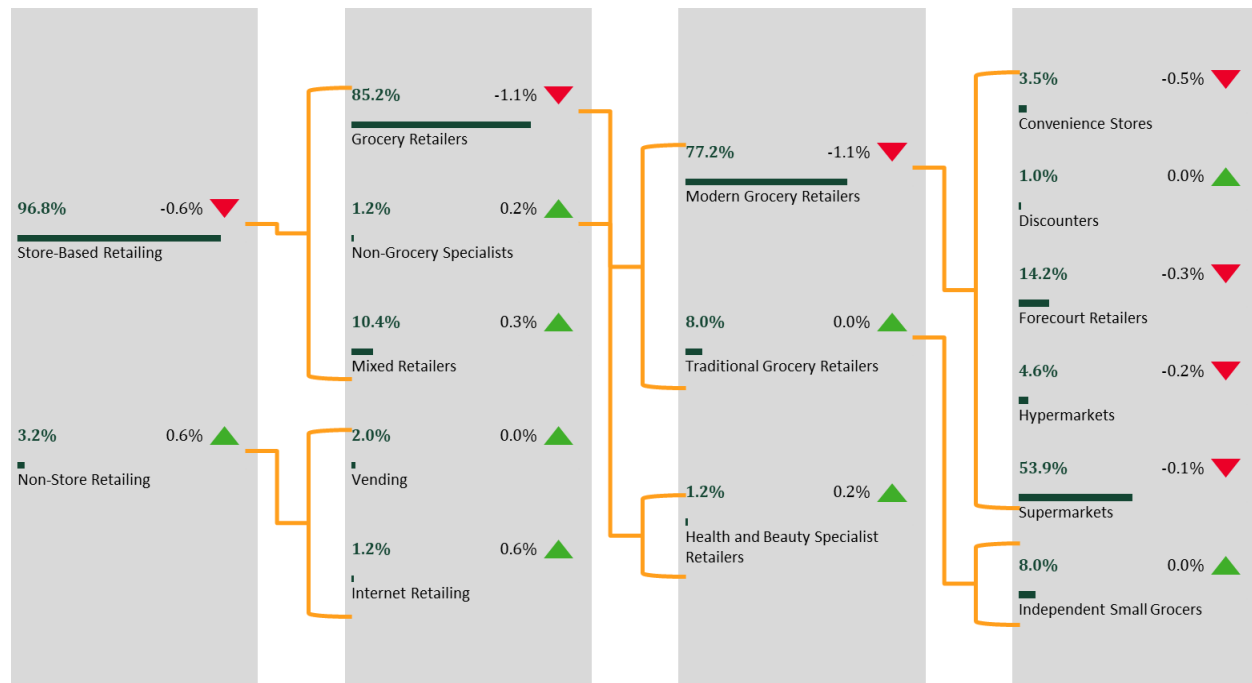 96.8% -0.6%
Store-Based Retailing
3.2% 0.6%
Non-Store Retailing
85.2% -1.1%
Grocery Retailers
1.2% 0.2%
Non-Grocery Specialists
10.4% 0.3%
Mixed Retailers
2.0% 0.0%
Vending
1.2% 0.6%
Internet Retailing
77.2% -1.1%
Modern Grocery Retailers
8.0% 0.0%
Traditional Grocery Retailers
1.2% 0.2%
Health and Beauty Specialist
Retailers
3.5% -0.5%
Convenience Stores
1.0% 0.0%
Discounters
14.2% -0.3%
Forecourt Retailers
4.6% -0.2%
Hypermarkets
53.9% -0.1%
Supermarkets
8.0% 0.0%
Independent Small Grocers